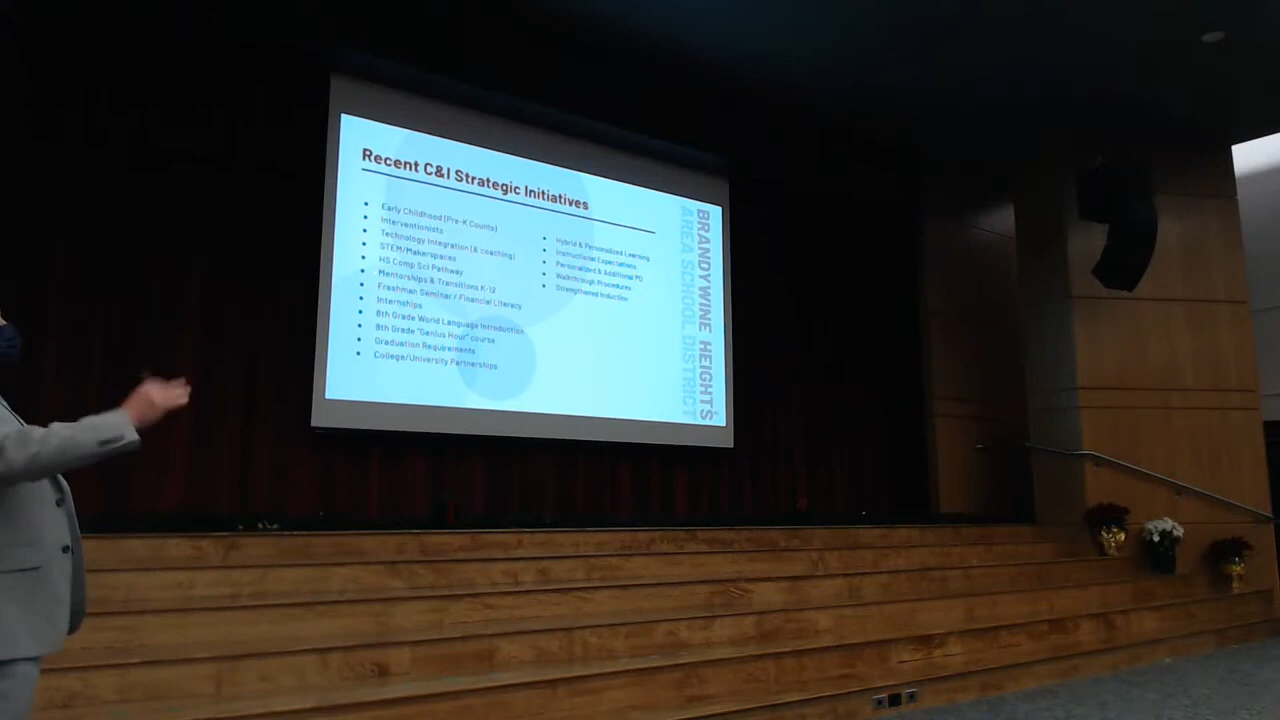 Recent C&I Strategic Initiatives
Early Childhood (Pre-K Counts)
Interventionists
Technology Integration (& coaching)
STEM/Makerspaces
HS Comp Sci Pathway
Mentorships & Transitions K-12
Freshman Seminar / Financial Literacy
Internships
8th Grade World Language Introduction
8th Grade "Genius Hour" course
Graduation Requirements
College/University Partnerships
Hybrid & Personalized Learning
Instructional Expectations
Personalized & Additional PD
Walkthrough Procedures
Strengthened Induction
BRANDYWINE HEIGHTS
AREA SCHOOL DISTRICT